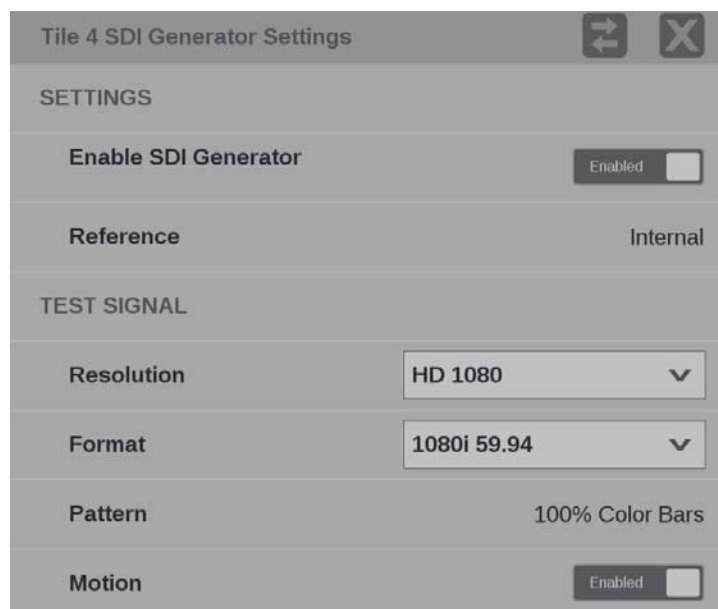 Tile 4 SDI Generator Settings
SETTINGS
Enable SDI Generator
Enabled
Reference
Internal
TEST SIGNAL
Resolution
HD 1080
Format
1080i 59.94
Pattern
100% Color Bars
Motion
Enabled